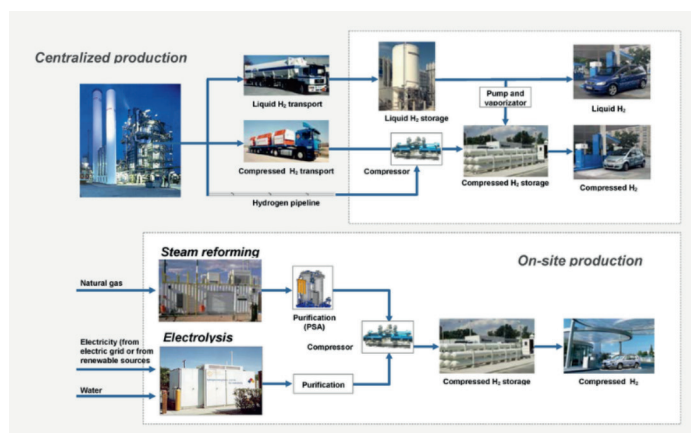 Centralized production
Liquid H₂ transport
Liquid H₂ storage
Pump and
vaporizator
Liquid H₂
Compressed H₂ transport
Compressor
Compressed H₂ storage
Compressed H₂
Hydrogen pipeline
Steam reforming
On-site production
Natural gas
Purification
(PSA)
Electricity (from
electric grid or from
renewable sources
Electrolysis
Compressor
Compressed H₂ storage
Compressed H₂
Water
Purification